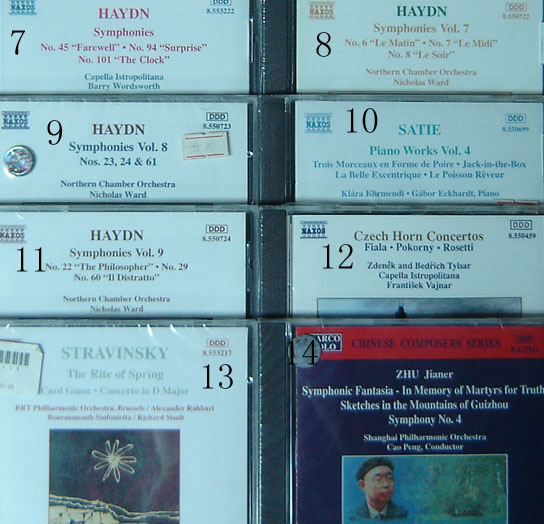 7
HAYDN
8.553222
Symphonies
No. 45 “Farewell” • No. 94 “Surprise”
No. 101 “The Clock”
Capella Istropolitana
Barry Wordsworth
8
NAXOS
HAYDN
8.550722
Symphonies Vol. 7
No. 6 “Le Matin” • No. 7 “Le Midi”
No. 8 “Le Soir”
Northern Chamber Orchestra
Nicholas Ward
9
NAXOS
DDD
8.550723
HAYDN
Symphonies Vol. 8
Nos. 23, 24 & 61
Northern Chamber Orchestra
Nicholas Ward
10
NAXOS
DDD
8.550699
SATIE
Piano Works Vol. 4
Trois Morceaux en Forme de Poire • Jack-in-the-Box
La Belle Excentrique • Le Poisson Rêveur
Klára Körmendi • Gábor Eckhardt, Piano
11
NAXOS
DDD
8.550724
HAYDN
Symphonies Vol. 9
No. 22 “The Philosopher” • No. 29
No. 60 “Il Distratto”
Northern Chamber Orchestra
Nicholas Ward
12
NAXOS
DDD
8.550459
Czech Horn Concertos
Fiala • Pokorny • Rosetti
Zdeněk and Bedřich Tylsar
Capella Istropolitana
František Vajnar
13
DDD
8.553217
STRAVINSKY
The Rite of Spring
Card Game • Concerto in D Major
BRT Philharmonic Orchestra, Brussels / Alexander Rahbari
Bournemouth Sinfonietta / Richard Studt
14
MARCO POLO
CHINESE COMPOSERS SERIES
DDD
ZHU Jianer
Symphonic Fantasia - In Memory of Martyrs for Truth
Sketches in the Mountains of Guizhou
Symphony No. 4
Shanghai Philharmonic Orchestra
Cao Peng, Conductor